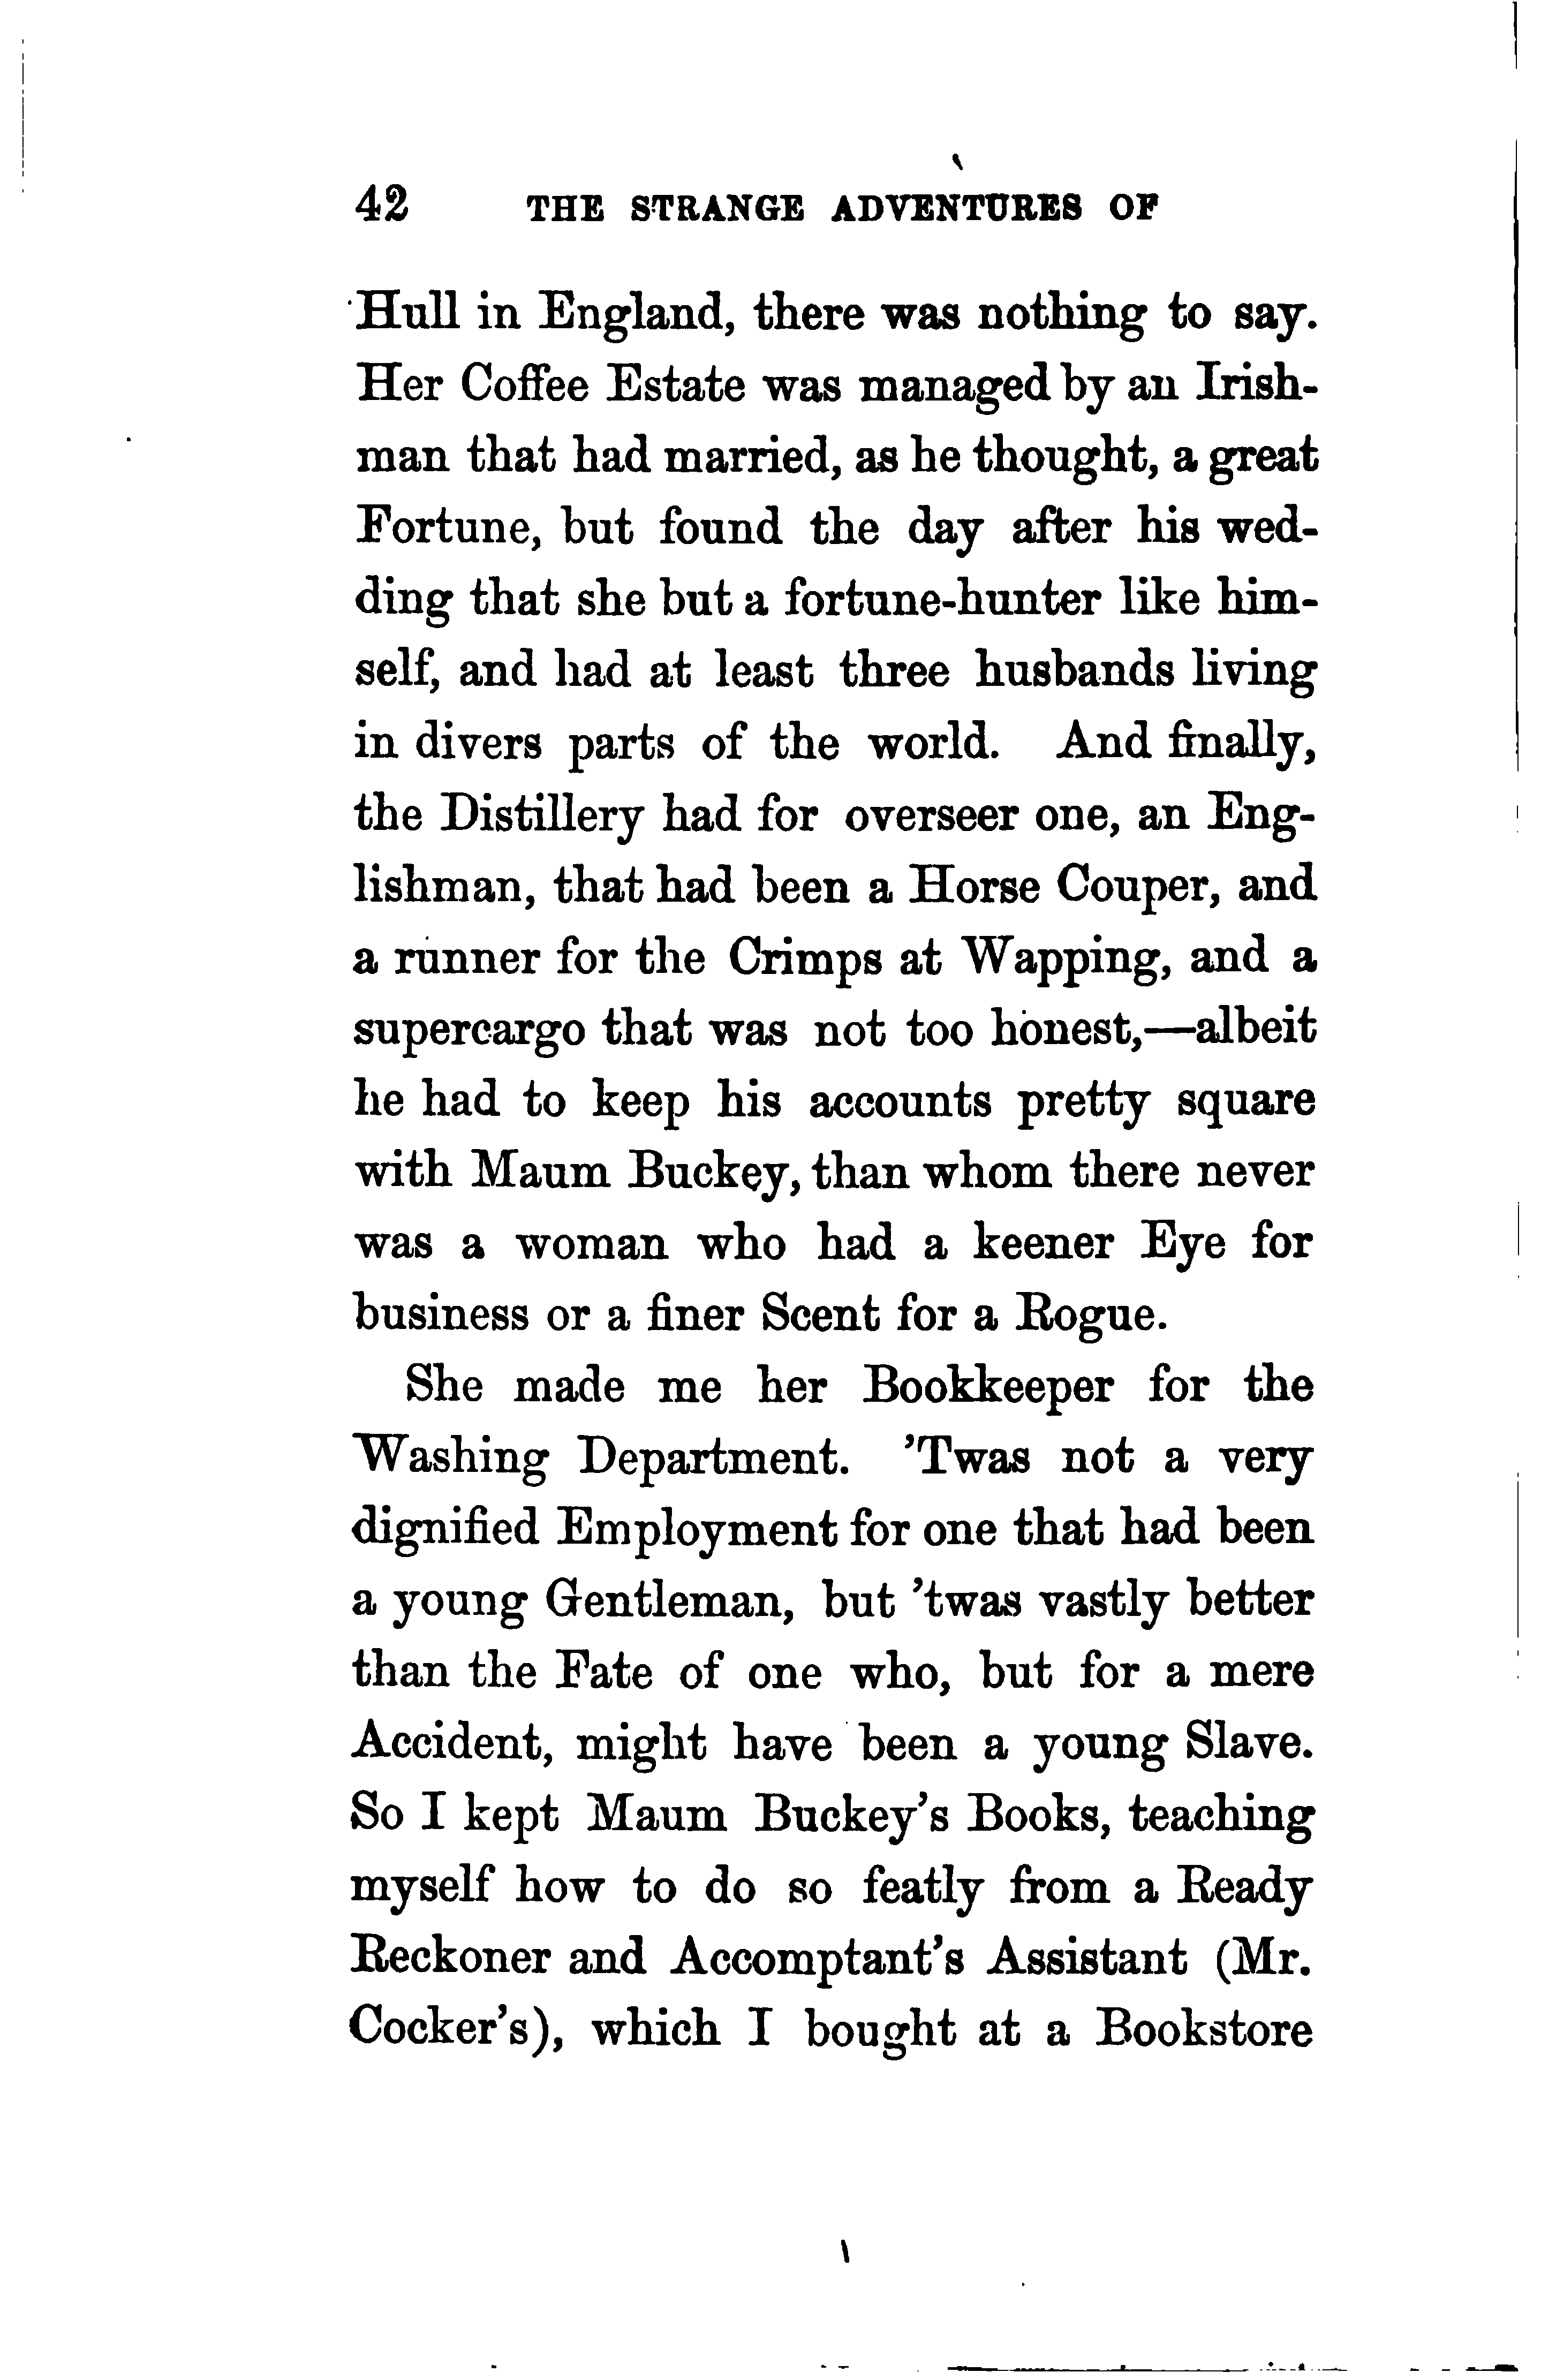 42 THE STRANGE ADVENTURES OF
Hull in England, there was nothing to say.
Her Coffee Estate was managed by an Irish-
man that had married, as he thought, a great
Fortune, but found the day after his wed-
ding that she but a fortune-hunter like him-
self, and had at least three husbands living
in divers parts of the world. And finally,
the Distillery had for overseer one, an Eng-
lishman, that had been a Horse Couper, and
a runner for the Crimps at Wapping, and a
supercargo that was not too honest,—albeit
he had to keep his accounts pretty square
with Maum Buckey, than whom there never
was a woman who had a keener Eye for
business or a finer Scent for a Rogue.
She made me her Bookkeeper for the
Washing Department. 'Twas not a very
dignified Employment for one that had been
a young Gentleman, but 'twas vastly better
than the Fate of one who, but for a mere
Accident, might have been a young Slave.
So I kept Maum Buckey's Books, teaching
myself how to do so featly from a Ready
Reckoner and Accomptant's Assistant (Mr.
Cocker's), which I bought at a Bookstore